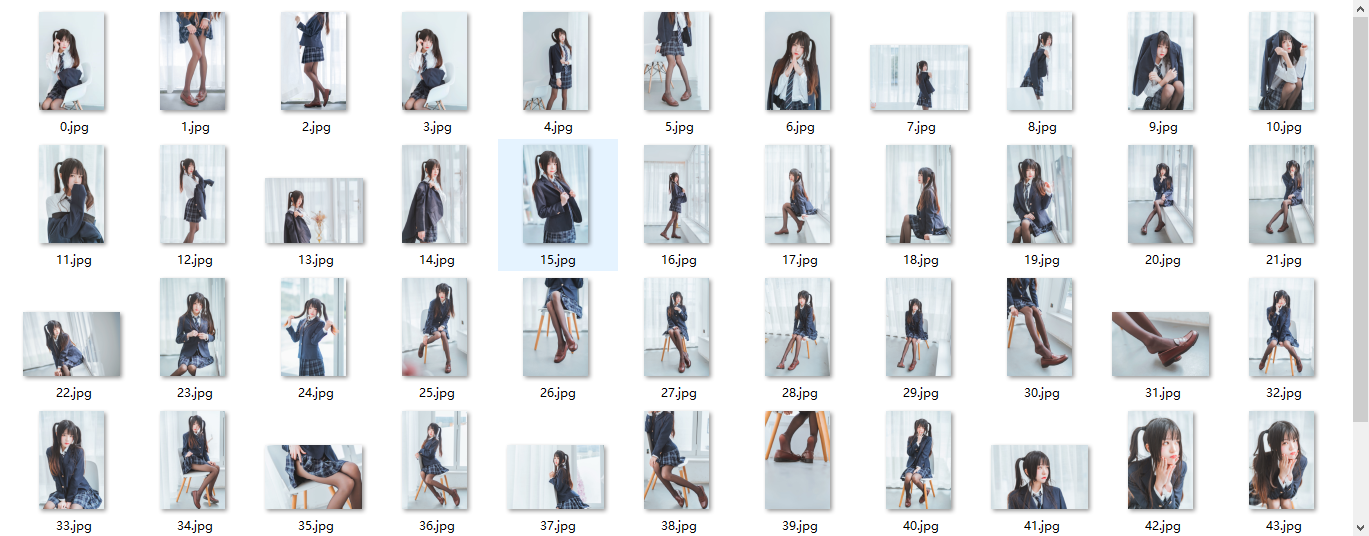 0.jpg 1.jpg 2.jpg 3.jpg 4.jpg 5.jpg 6.jpg 7.jpg 8.jpg 9.jpg 10.jpg
11.jpg 12.jpg 13.jpg 14.jpg 15.jpg 16.jpg 17.jpg 18.jpg 19.jpg 20.jpg 21.jpg
22.jpg 23.jpg 24.jpg 25.jpg 26.jpg 27.jpg 28.jpg 29.jpg 30.jpg 31.jpg 32.jpg
33.jpg 34.jpg 35.jpg 36.jpg 37.jpg 38.jpg 39.jpg 40.jpg 41.jpg 42.jpg 43.jpg